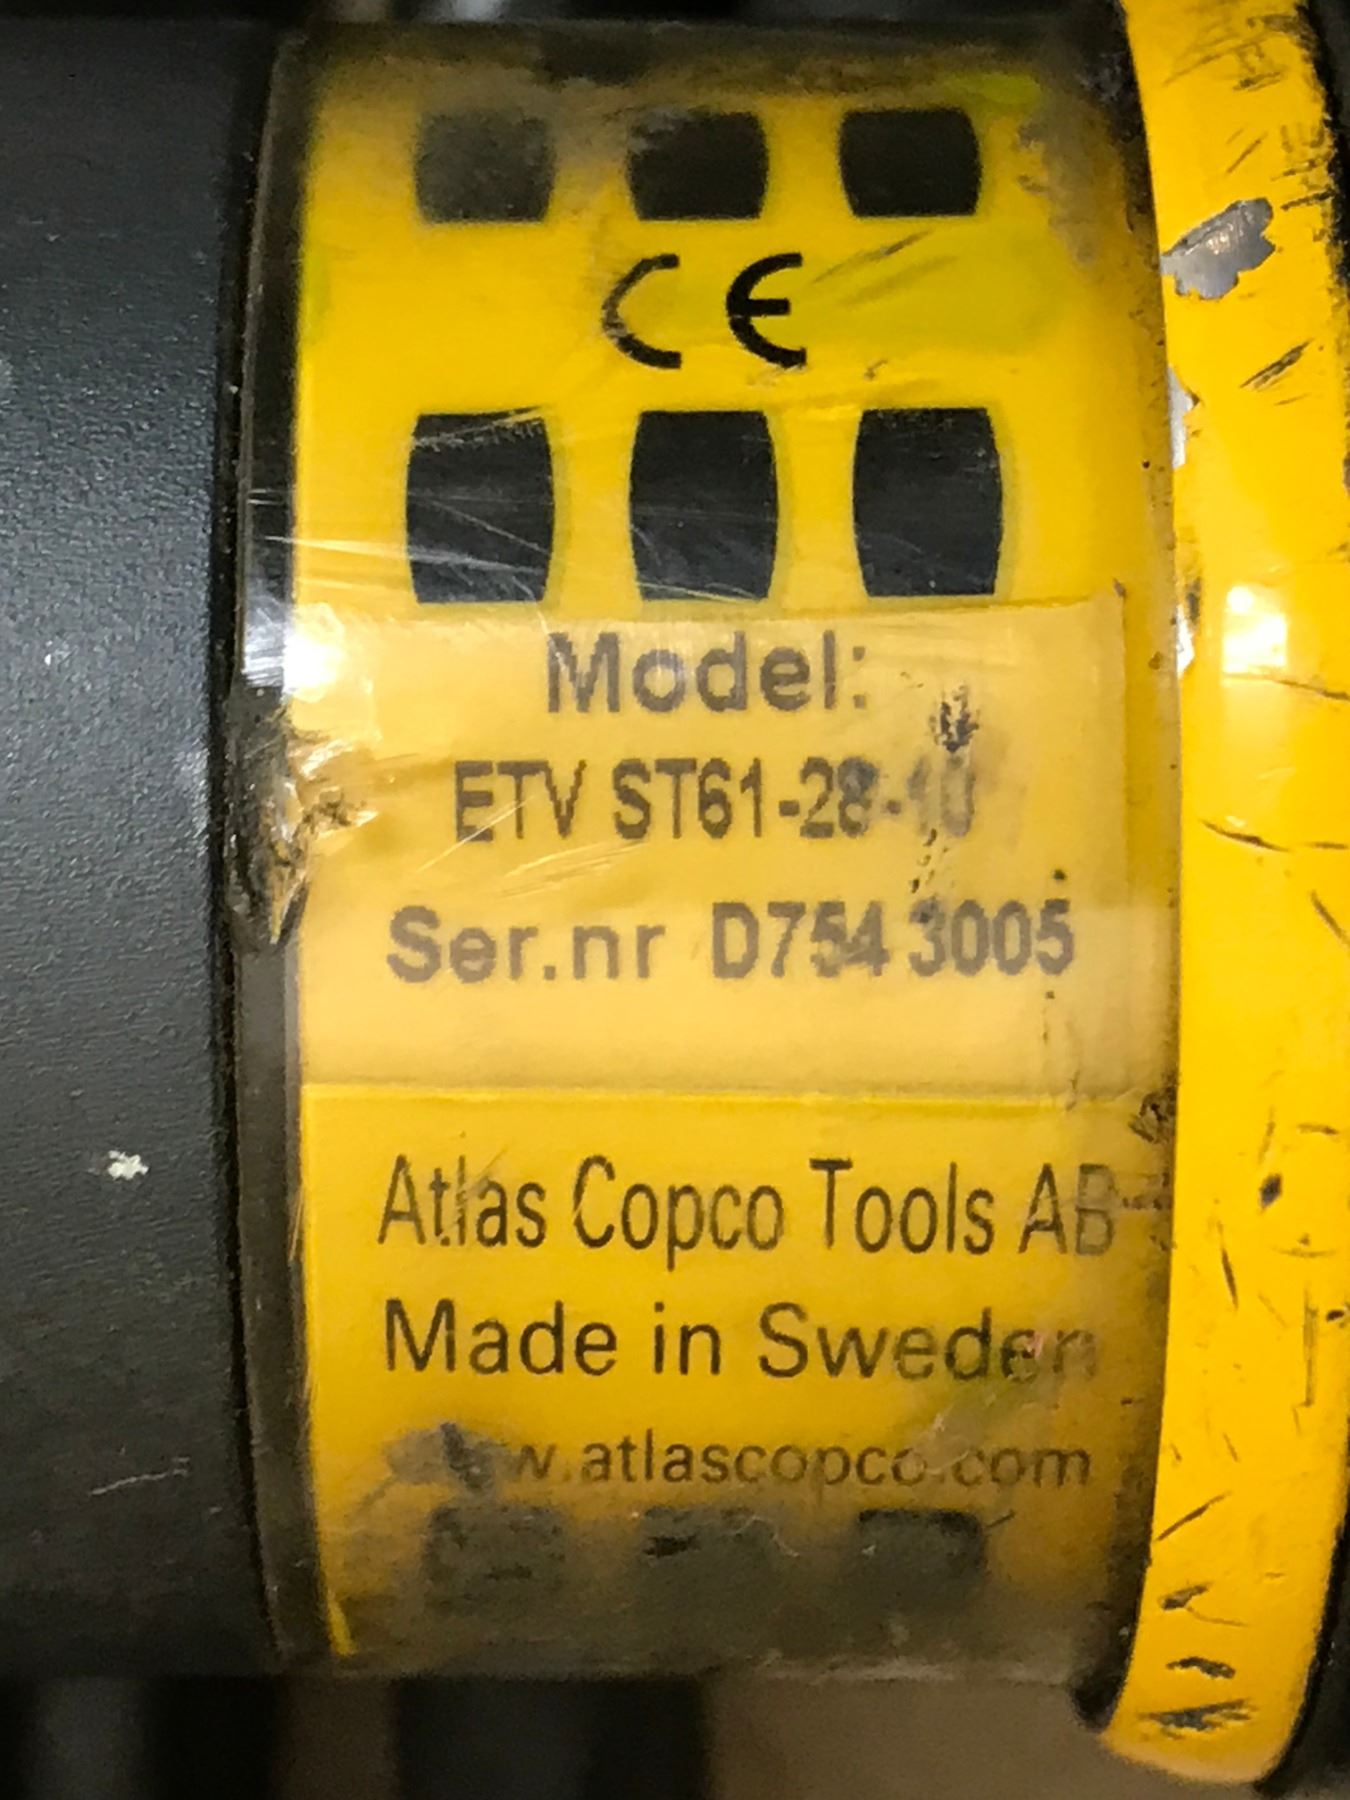 CE
Model:
ETV ST61-28-10
Ser.nr D754 3005
Atlas Copco Tools AB
Made in Sweden
w.atlascopco.com